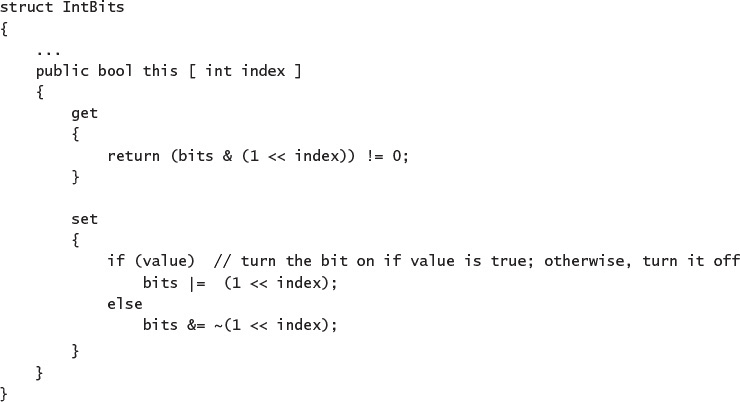 struct IntBits
{
    ...
    public bool this [ int index ]
    {
        get
        {
            return (bits & (1 << index)) != 0;
        }

        set
        {
            if (value)  // turn the bit on if value is true; otherwise, turn it off
                bits |=  (1 << index);
            else
                bits &= ~(1 << index);
        }
    }
}